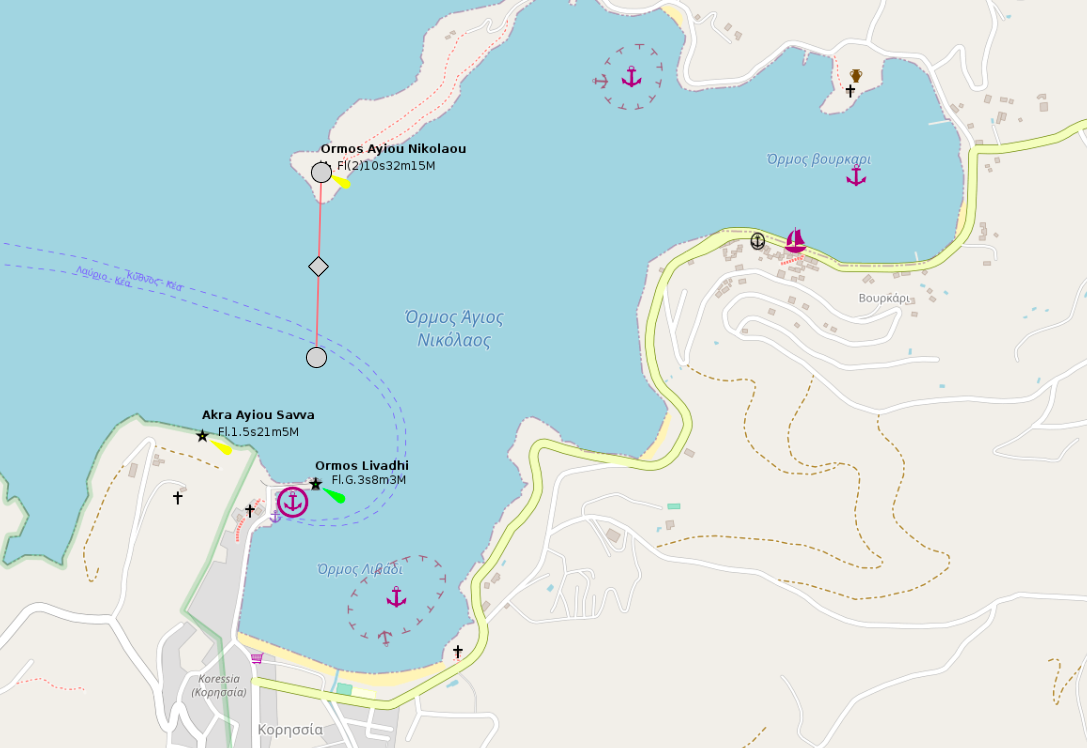 Ormos Ayiou Nikolaou
Fl(2)10s32m15M
Όρμος βουρκαρι
Λαύριο - Κέα
Κύθνος - Κέα
Όρμος Άγιος
Νικόλαος
Βουρκάρι
Akra Ayiou Savva
Fl.1.5s21m5M
Ormos Livadhi
Fl.G.3s8m3M
Όρμος Λιβάδι
Koressia
(Κορησσία)
Κορησσία